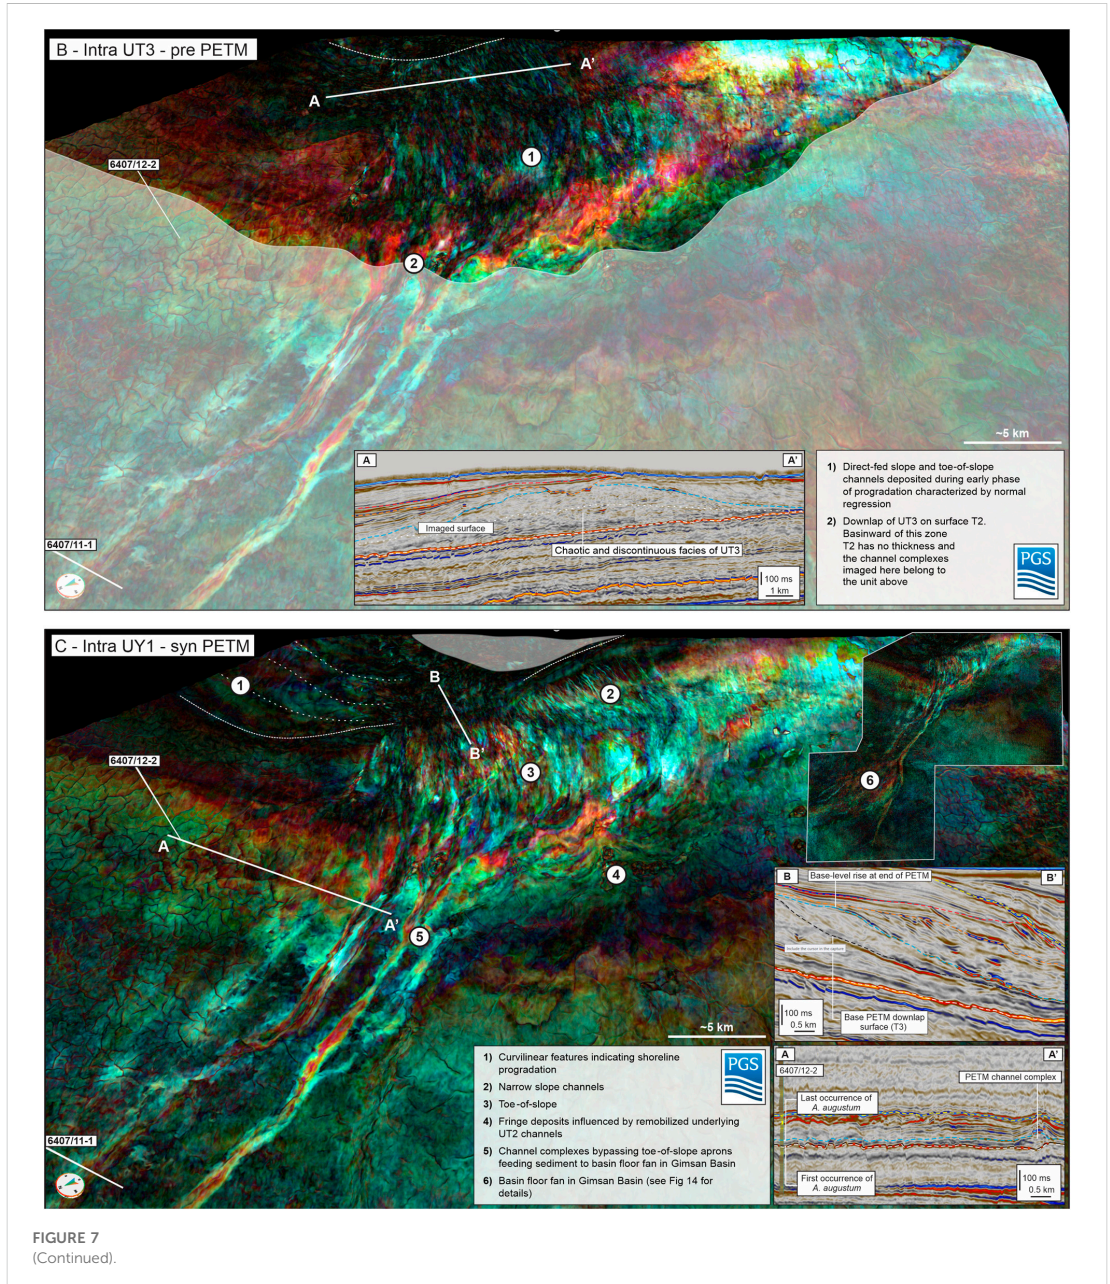 B - Intra UT3 - pre PETM
A
A'
1
6407/12-2
2
~5 km
A
A'
Imaged surface
Chaotic and discontinuous facies of UT3
100 ms
1 km
1) Direct-fed slope and toe-of-slope
channels deposited during early phase
of progradation characterized by normal
regression
2) Downlap of UT3 on surface T2.
Basinward of this zone
T2 has no thickness and
the channel complexes
imaged here belong to
the unit above
PGS
6407/11-1
C - Intra UY1 - syn PETM
1
B
2
B'
3
6407/12-2
6
A
4
A'
5
~5 km
B
Base-level rise at end of PETM
B'
Include the cursor in the capture
100 ms
0.5 km
Base PETM downlap
surface (T3)
1) Curvilinear features indicating shoreline
progradation
2) Narrow slope channels
3) Toe-of-slope
4) Fringe deposits influenced by remobilized underlying
UT2 channels
5) Channel complexes bypassing toe-of-slope aprons
feeding sediment to basin floor fan in Gimsan Basin
6) Basin floor fan in Gimsan Basin (see Fig 14 for
details)
PGS
A
A'
6407/12-2
PETM channel complex
Last occurrence of
A. augustum
First occurrence of
A. augustum
100 ms
0.5 km
6407/11-1
FIGURE 7
(Continued).